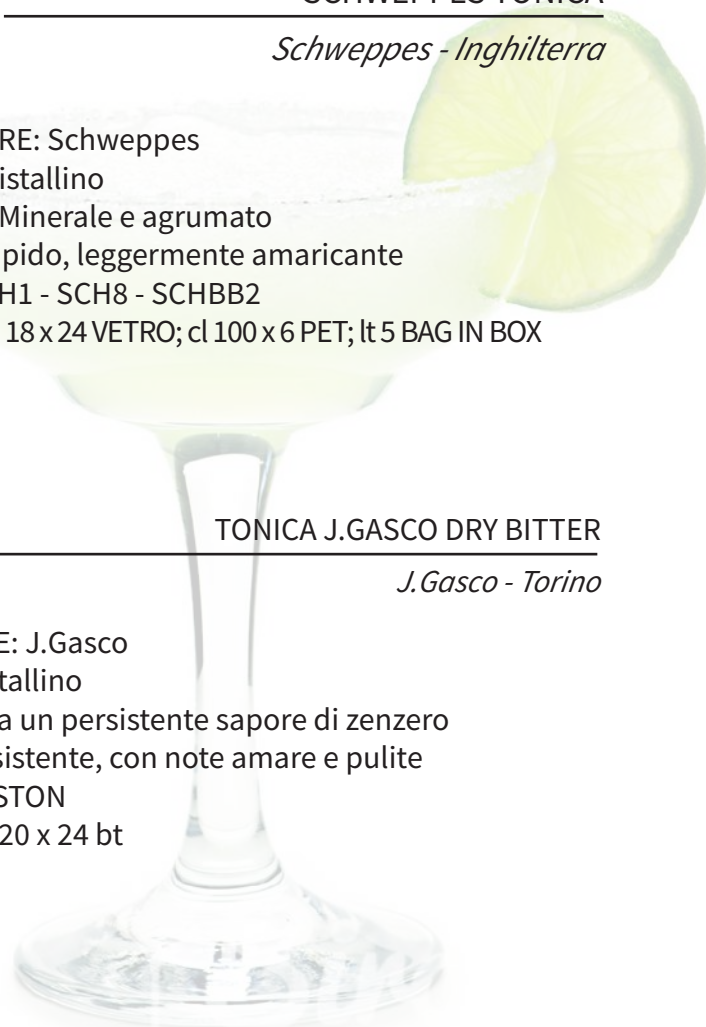 SCHWEPPES TONICA
Schweppes - Inghilterra
RE: Schweppes
istallino
Minerale e agrumato
pido, leggermente amaricante
H1 - SCH8 - SCHBB2
18 x 24 VETRO; cl 100 x 6 PET; lt 5 BAG IN BOX
TONICA J.GASCO DRY BITTER
J.Gasco - Torino
E: J.Gasco
tallino
a un persistente sapore di zenzero
sistente, con note amare e pulite
STON
20 x 24 bt